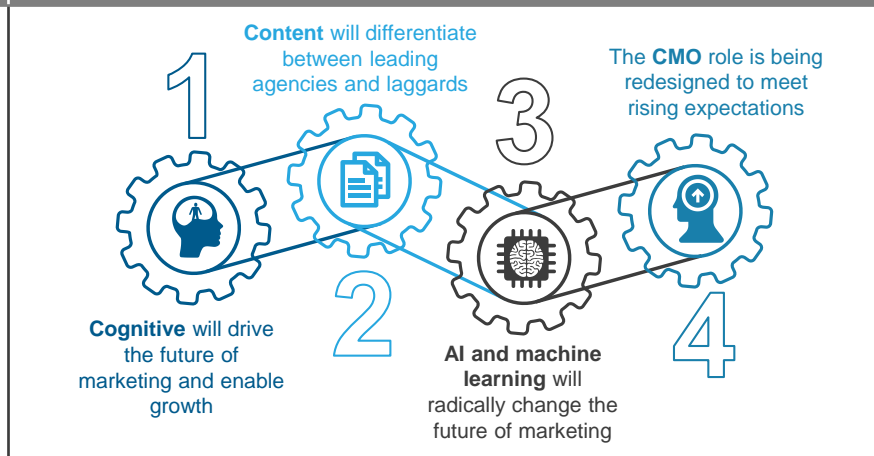 1
Cognitive will drive
the future of
marketing and enable
growth
Content will differentiate
between leading
agencies and laggards
2
3
AI and machine
learning will
radically change the
future of marketing
The CMO role is being
redesigned to meet
rising expectations
4